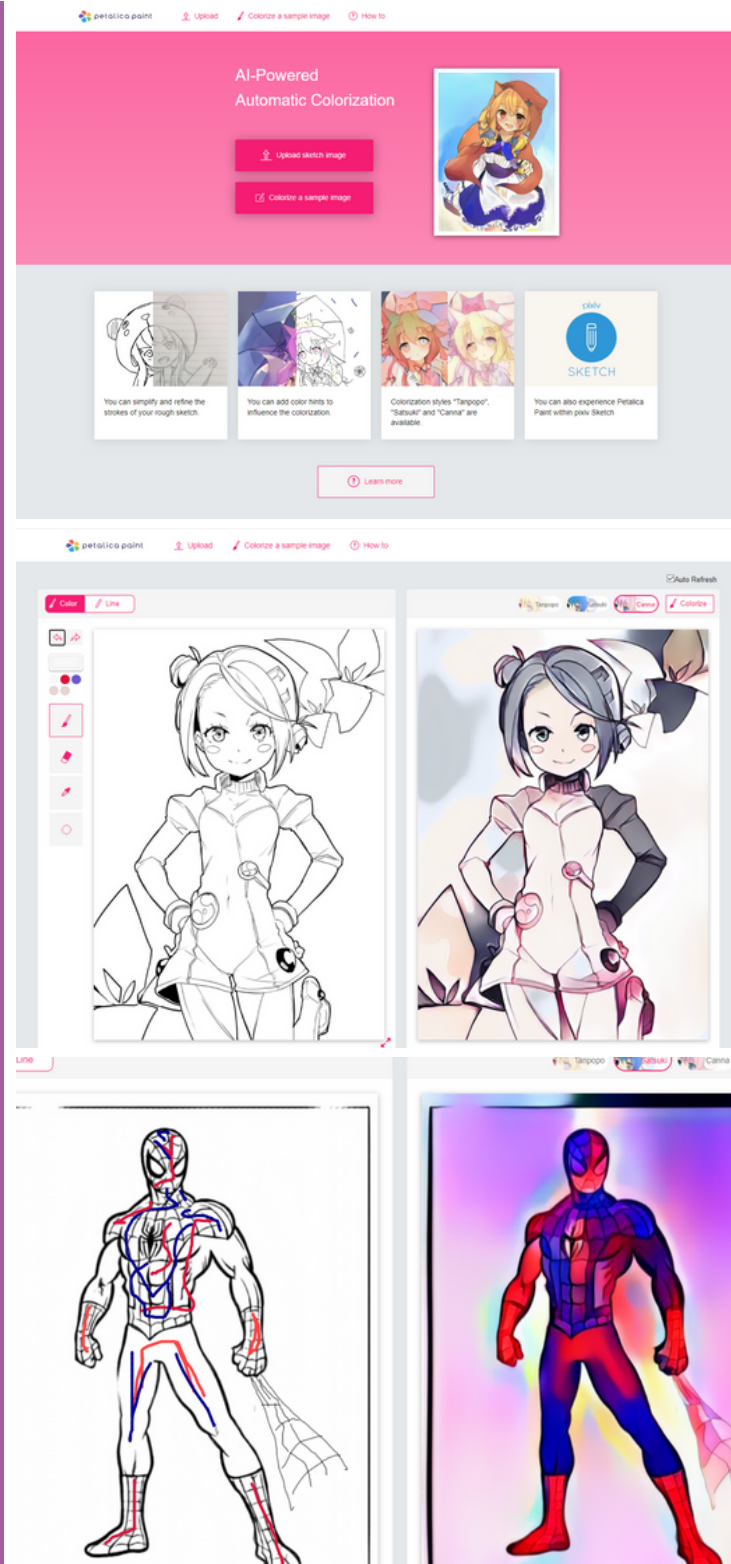 petalica paint Upload Colorize a sample image How to
AI-Powered
Automatic Colorization
Upload sketch image
Colorize a sample image
You can simplify and refine the
strokes of your rough sketch.
You can add color hints to
influence the colorization.
Colorization styles "Tanpopo",
"Satsuki" and "Canna" are
available.
pixiv
SKETCH
You can also experience Petalica
Paint within pixiv Sketch
Learn more
petalica paint Upload Colorize a sample image How to
Auto Refresh
Color Line Tanpopo Satsuki Canna Colorize
Line Tanpopo Satsuki Canna